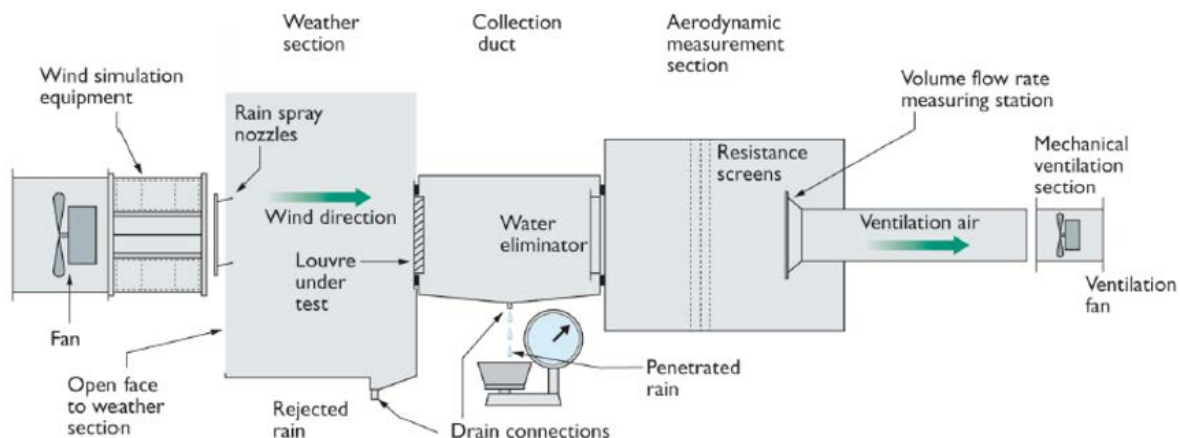 Weather
section
Collection
duct
Aerodynamic
measurement
section
Wind simulation
equipment
Rain spray
nozzles
Volume flow rate
measuring station
Mechanical
ventilation
section
Resistance
screens
Wind direction
Water
eliminator
Ventilation air
Louvre
under
test
Ventilation
fan
Fan
Open face
to weather
section
Penetrated
rain
Rejected
rain
Drain connections